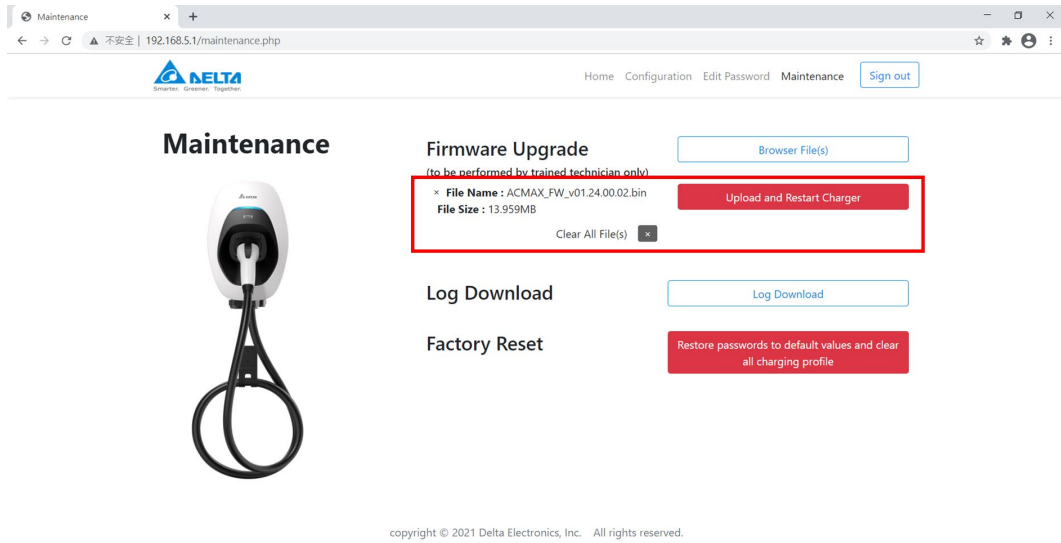 Maintenance
不安全 | 192.168.5.1/maintenance.php
DELTA
Smarter. Greener. Together.
Home Configuration Edit Password Maintenance Sign out
Maintenance
Firmware Upgrade
Browser File(s)
(to be performed by trained technician only)
× File Name : ACMAX_FW_v01.24.00.02.bin
Upload and Restart Charger
File Size : 13.959MB
Clear All File(s) ×
Log Download
Log Download
Factory Reset
Restore passwords to default values and clear
all charging profile
copyright © 2021 Delta Electronics, Inc. All rights reserved.